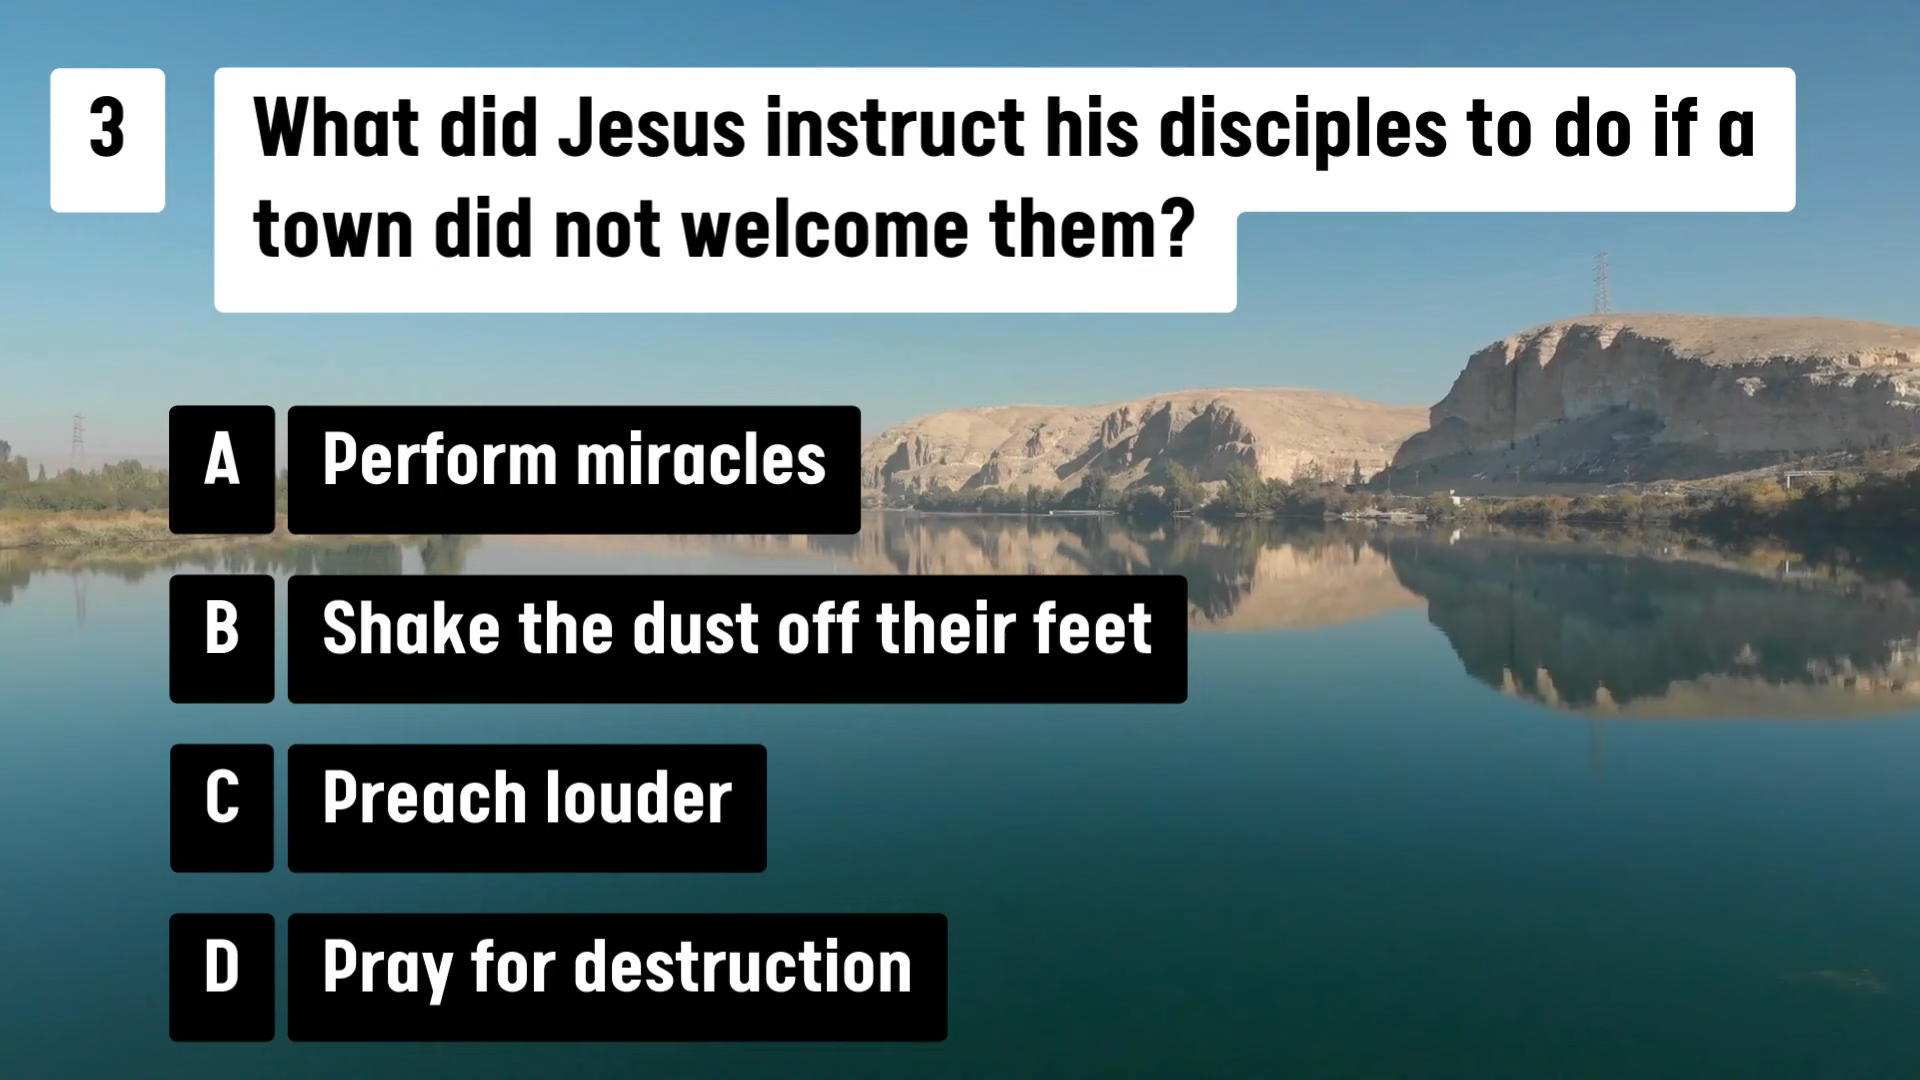 3
What did Jesus instruct his disciples to do if a
town did not welcome them?
A Perform miracles
B Shake the dust off their feet
C Preach louder
D Pray for destruction